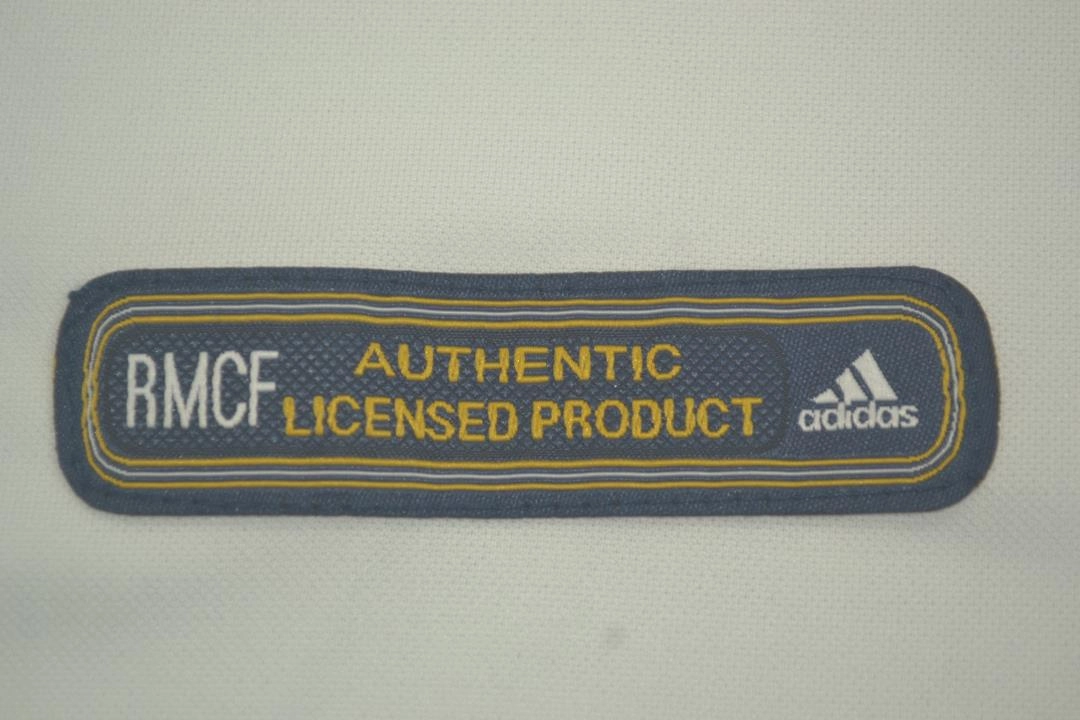 RMCF
AUTHENTIC
LICENSED PRODUCT
adidas